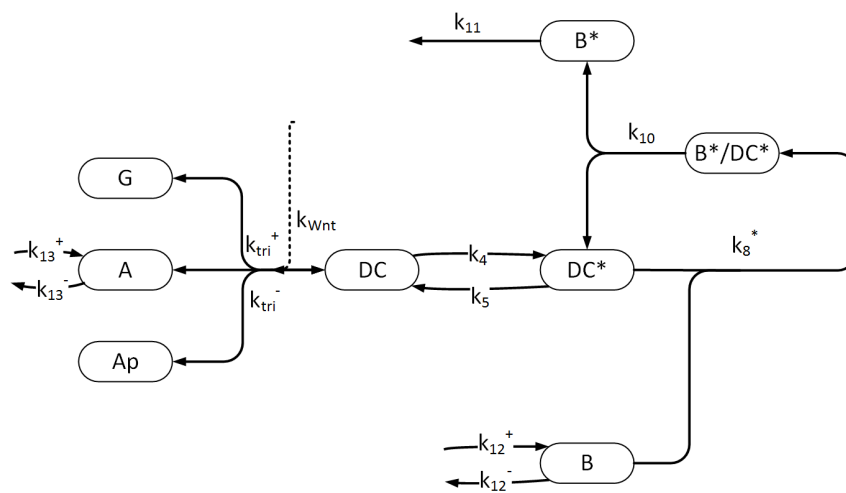 k11
B*
k10
B*/DC*
G
kWnt
k13+
ktri+
k8*
A
DC
k4
DC*
k13-
k5
ktri-
Ap
k12+
B
k12-